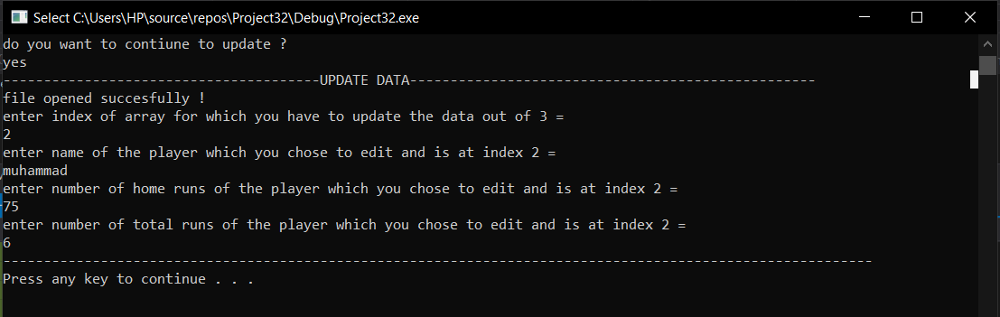 Select C:\Users\HP\source\repos\Project32\Debug\Project32.exe
do you want to contiune to update ?
yes
---------------------------------------UPDATE DATA--------------------------------------------------
file opened succesfully !
enter index of array for which you have to update the data out of 3 =
2
enter name of the player which you chose to edit and is at index 2 =
muhammad
enter number of home runs of the player which you chose to edit and is at index 2 =
75
enter number of total runs of the player which you chose to edit and is at index 2 =
6
-----------------------------------------------------------------------------------------------------------
Press any key to continue . . .